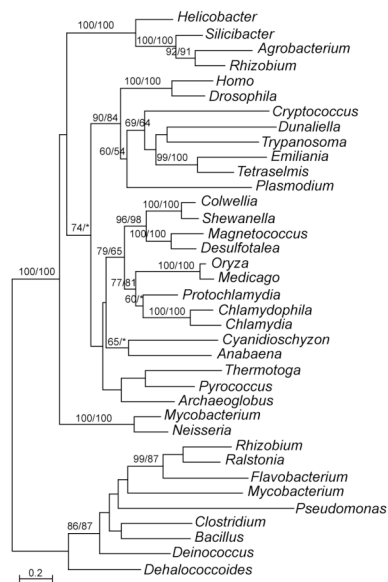 Helicobacter
100/100
Silicibacter
100/100
Agrobacterium
92/91
Rhizobium
100/100
Homo
90/84
Drosophila
69/64
Cryptococcus
Dunaliella
Trypanosoma
60/54
99/100
Emiliania
Tetraselmis
Plasmodium
100/100
Colwellia
96/98
Shewanella
74/*
100/100
Magnetococcus
79/65
Desulfotalea
100/100
Oryza
100/100
77/81
Medicago
60/*
Protochlamydia
100/100
Chlamydophila
Chlamydia
65/*
Cyanidioschyzon
Anabaena
Thermotoga
Pyrococcus
Archaeoglobus
100/100
Mycobacterium
Neisseria
Rhizobium
99/87
Ralstonia
Flavobacterium
Mycobacterium
Pseudomonas
86/87
Clostridium
Bacillus
Deinococcus
Dehalococcoides
0.2